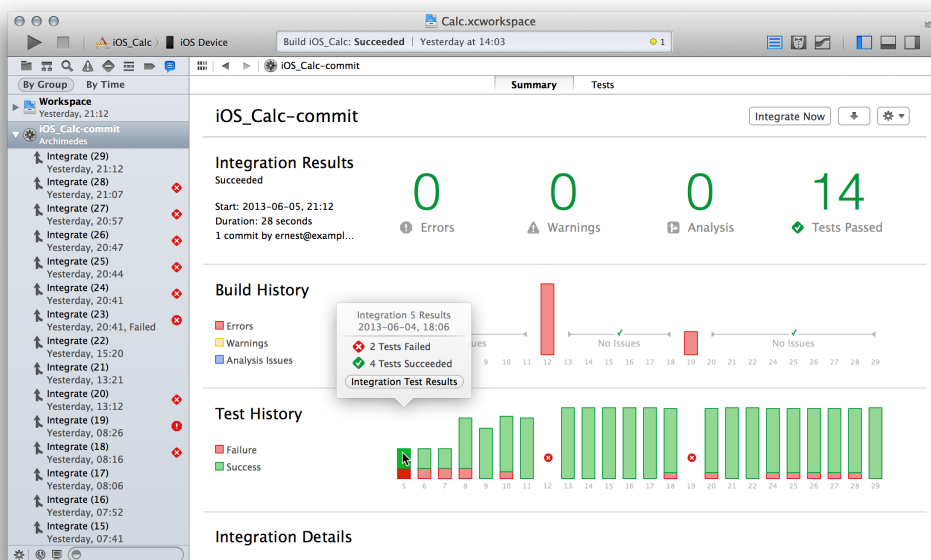 Calc.xcworkspace
iOS_Calc iOS Device
Build iOS_Calc: Succeeded | Yesterday at 14:03
1
iOS_Calc-commit
By Group By Time
Summary Tests
Workspace
Yesterday, 21:12
iOS_Calc-commit
Archimedes
Integrate (29)
Yesterday, 21:12
Integrate (28)
Yesterday, 21:07
Integrate (27)
Yesterday, 20:57
Integrate (26)
Yesterday, 20:47
Integrate (25)
Yesterday, 20:44
Integrate (24)
Yesterday, 20:41
Integrate (23)
Yesterday, 20:41, Failed
Integrate (22)
Yesterday, 15:20
Integrate (21)
Yesterday, 13:21
Integrate (20)
Yesterday, 13:12
Integrate (19)
Yesterday, 08:26
Integrate (18)
Yesterday, 08:16
Integrate (17)
Yesterday, 08:06
Integrate (16)
Yesterday, 07:52
Integrate (15)
Yesterday, 07:41
iOS_Calc-commit
Integrate Now
Integration Results
Succeeded
Start: 2013-06-05, 21:12
Duration: 28 seconds
1 commit by ernest@exampl...
0 0 0 14
Errors Warnings Analysis Tests Passed
Build History
Errors
Warnings
Analysis Issues
Integration 5 Results
2013-06-04, 18:06
2 Tests Failed
4 Tests Succeeded
Integration Test Results
ues No Issues No Issues
9 10 11 12 13 14 15 16 17 18 19 20 21 22 23 24 25 26 27 28 29
Test History
Failure
Success
5 6 7 8 9 10 11 12 13 14 15 16 17 18 19 20 21 22 23 24 25 26 27 28 29
Integration Details